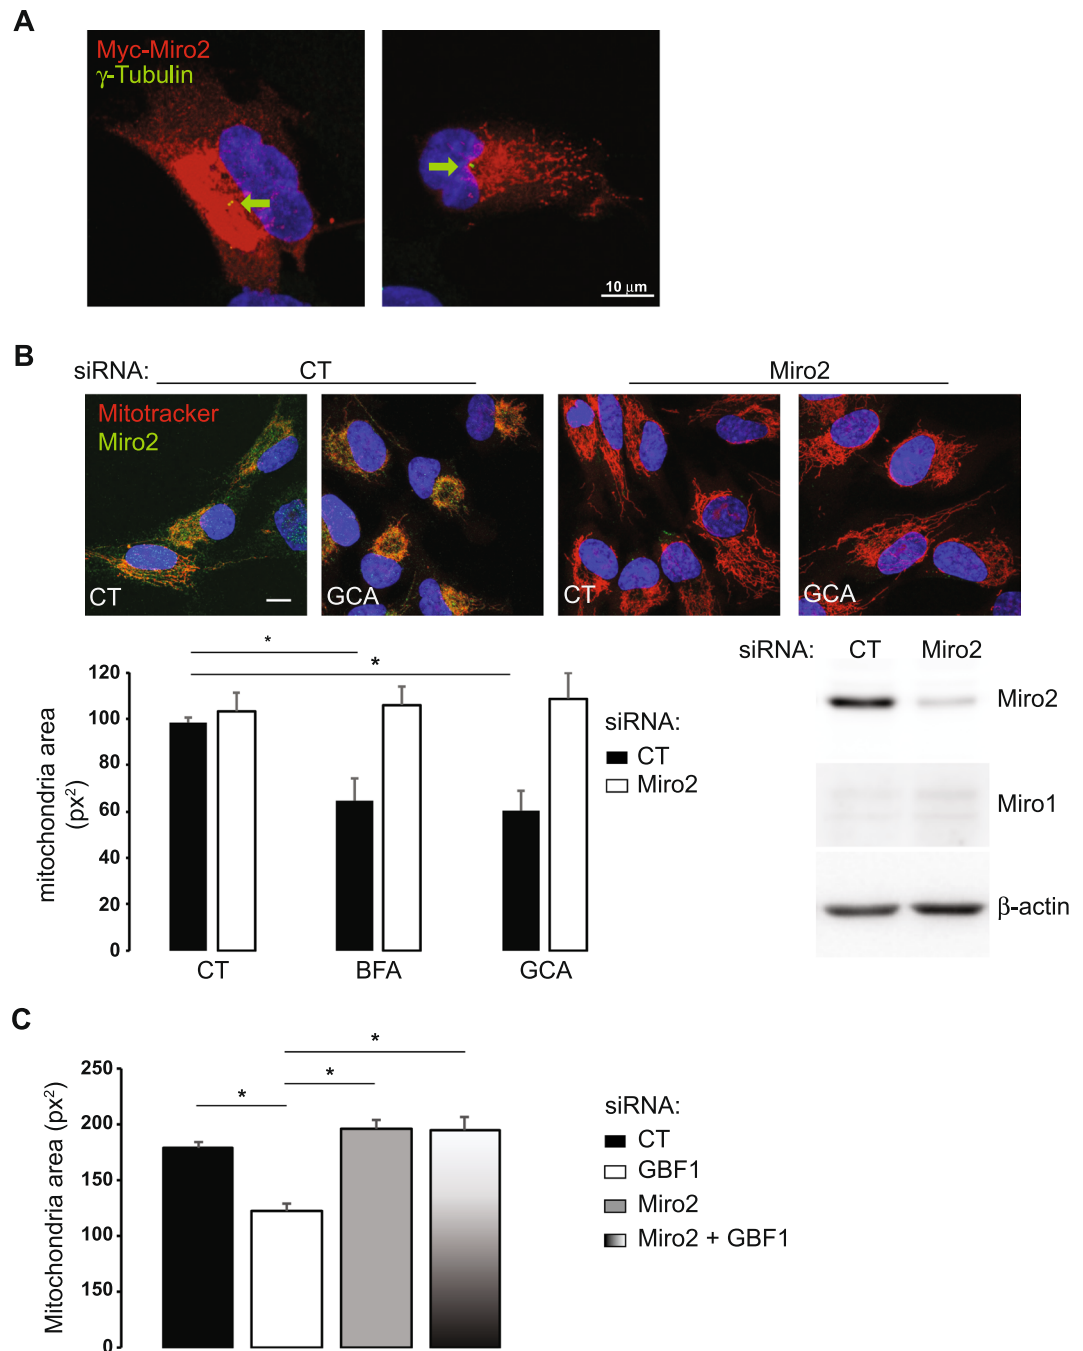 A
Myc-Miro2
γ-Tubulin
10 μm
B
siRNA: CT Miro2
Mitotracker
Miro2
CT
GCA
CT
GCA
* 
*
mitochondria area
(px²)
120
100
80
60
40
20
0
CT BFA GCA
siRNA:
CT
Miro2
siRNA: CT Miro2
Miro2
Miro1
β-actin
C
Mitochondria area (px²)
250
200
150
100
150
0
*
*
*
siRNA:
CT
GBF1
Miro2
Miro2 + GBF1